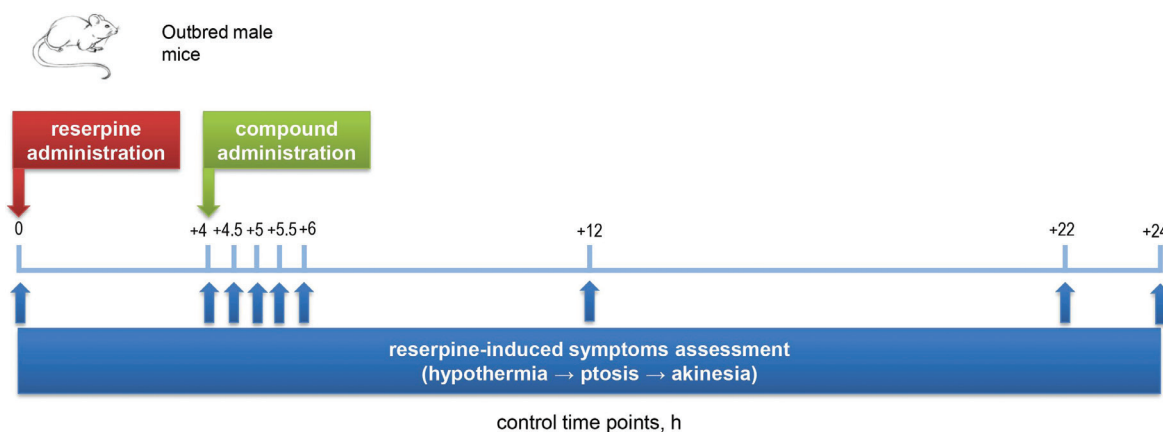 Outbred male
mice
reserpine
administration
compound
administration
0
+4
+4.5
+5
+5.5
+6
+12
+22
+24
reserpine-induced symptoms assessment
(hypothermia → ptosis → akinesia)
control time points, h